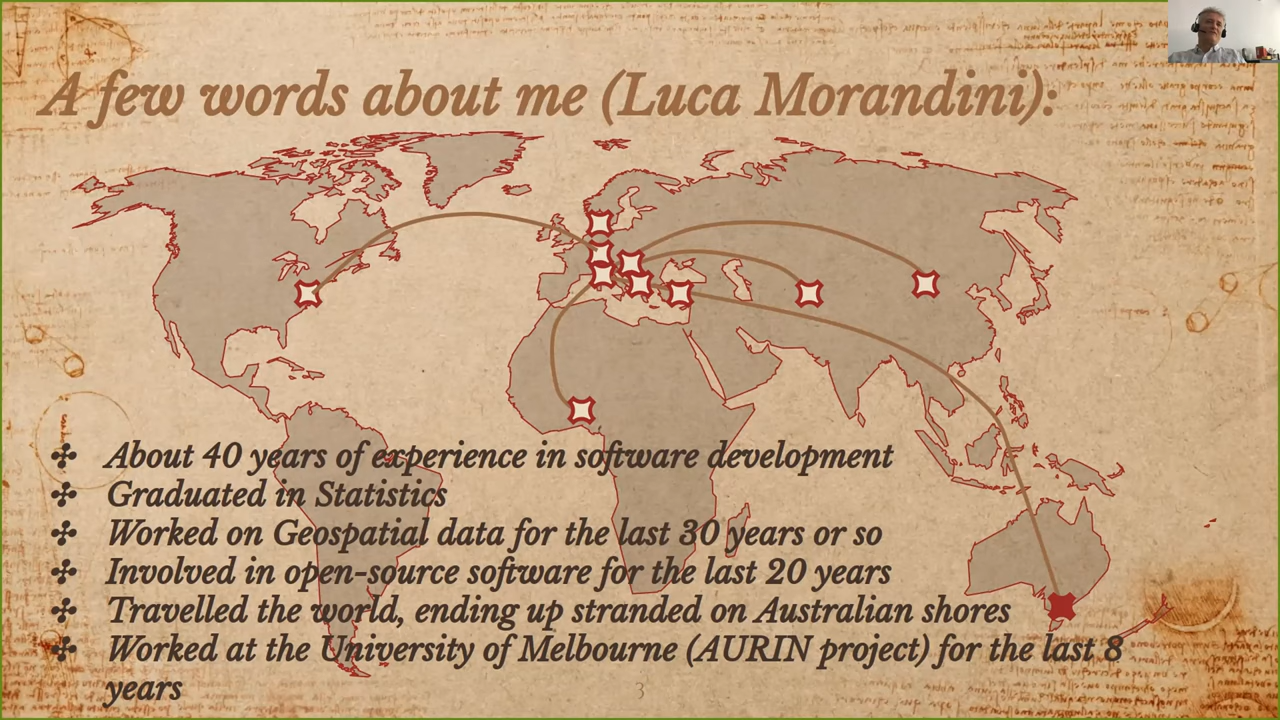 A few words about me (Luca Morandini):
About 40 years of experience in software development
Graduated in Statistics
Worked on Geospatial data for the last 30 years or so
Involved in open-source software for the last 20 years
Travelled the world, ending up stranded on Australian shores
Worked at the University of Melbourne (AURIN project) for the last 8
years
3